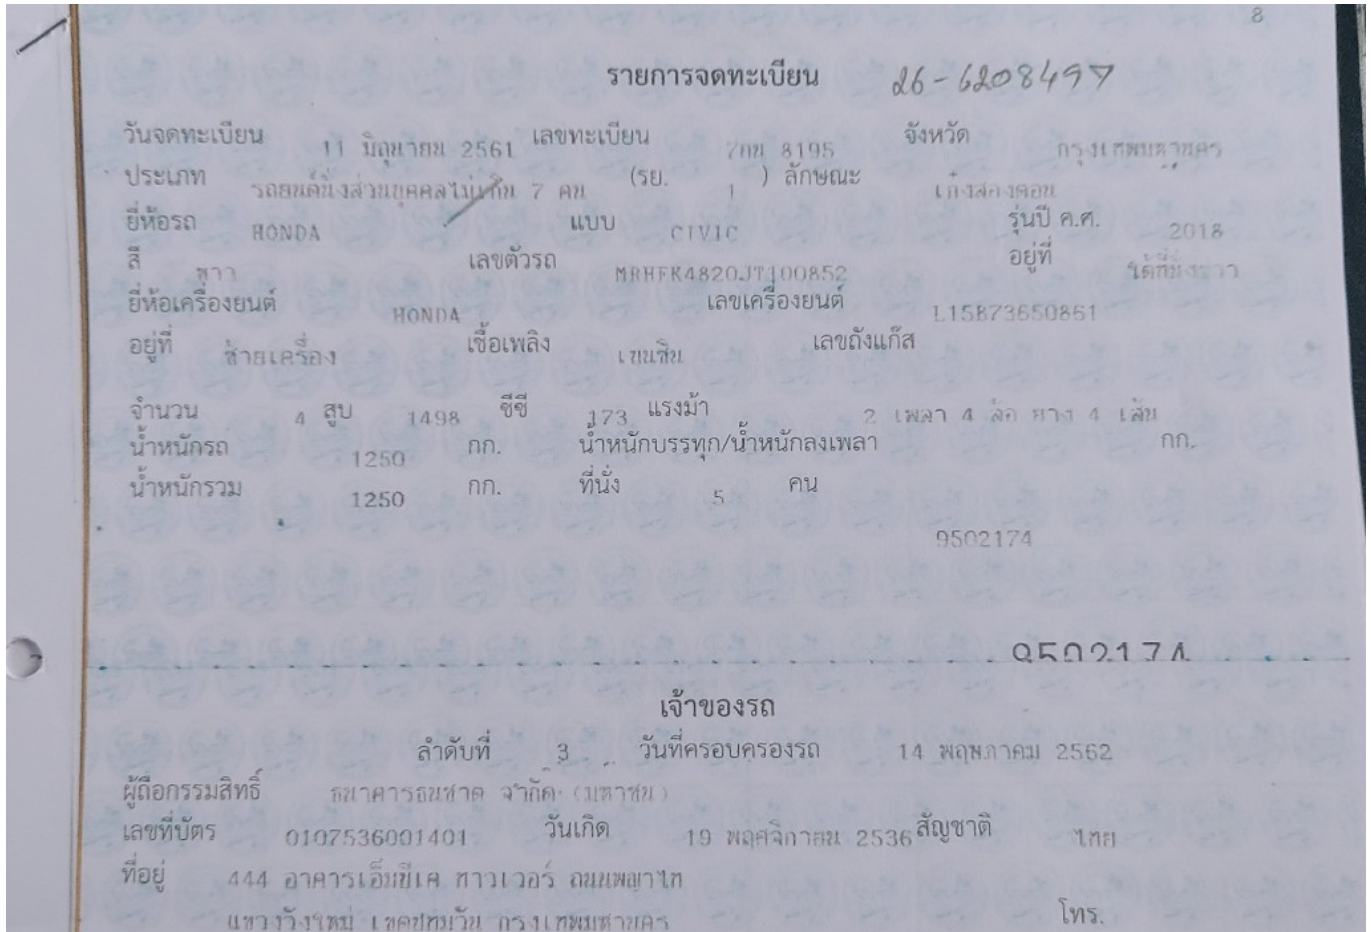 8
รายการจดทะเบียน 26-6208497
วันจดทะเบียน 11 มิถุนายน 2561 เลขทะเบียน 7กข 8195 จังหวัด กรุงเทพมหานคร
ประเภท รถยนต์นั่งส่วนบุคคลไม่เกิน 7 คน (รย. 1 ) ลักษณะ เก๋งสองตอน
ยี่ห้อรถ HONDA แบบ CIVIC รุ่นปี ค.ศ. 2018
สี ขาว เลขตัวรถ MRHFK4820JT100852 อยู่ที่ ใต้ที่นั่งขวา
ยี่ห้อเครื่องยนต์ HONDA เลขเครื่องยนต์ L15B73650861
อยู่ที่ ซ้ายเครื่อง เชื้อเพลิง เบนซิน เลขถังแก๊ส
จำนวน 4 สูบ 1498 ซีซี 173 แรงม้า 2 เพลา 4 ล้อ ยาง 4 เส้น
น้ำหนักรถ 1250 กก. น้ำหนักบรรทุก/น้ำหนักลงเพลา กก.
น้ำหนักรวม 1250 กก. ที่นั่ง 5 คน
9502174
9502174
เจ้าของรถ
ลำดับที่ 3 วันที่ครอบครองรถ 14 พฤษภาคม 2562
ผู้ถือกรรมสิทธิ์ ธนาคารธนชาต จำกัด (มหาชน)
เลขที่บัตร 0107536001401 วันเกิด 19 พฤศจิกายน 2536 สัญชาติ ไทย
ที่อยู่ 444 อาคารเอ็มบีเค ทาวเวอร์ ถนนพญาไท
แขวงวังใหม่ เขตปทุมวัน กรุงเทพมหานคร โทร.